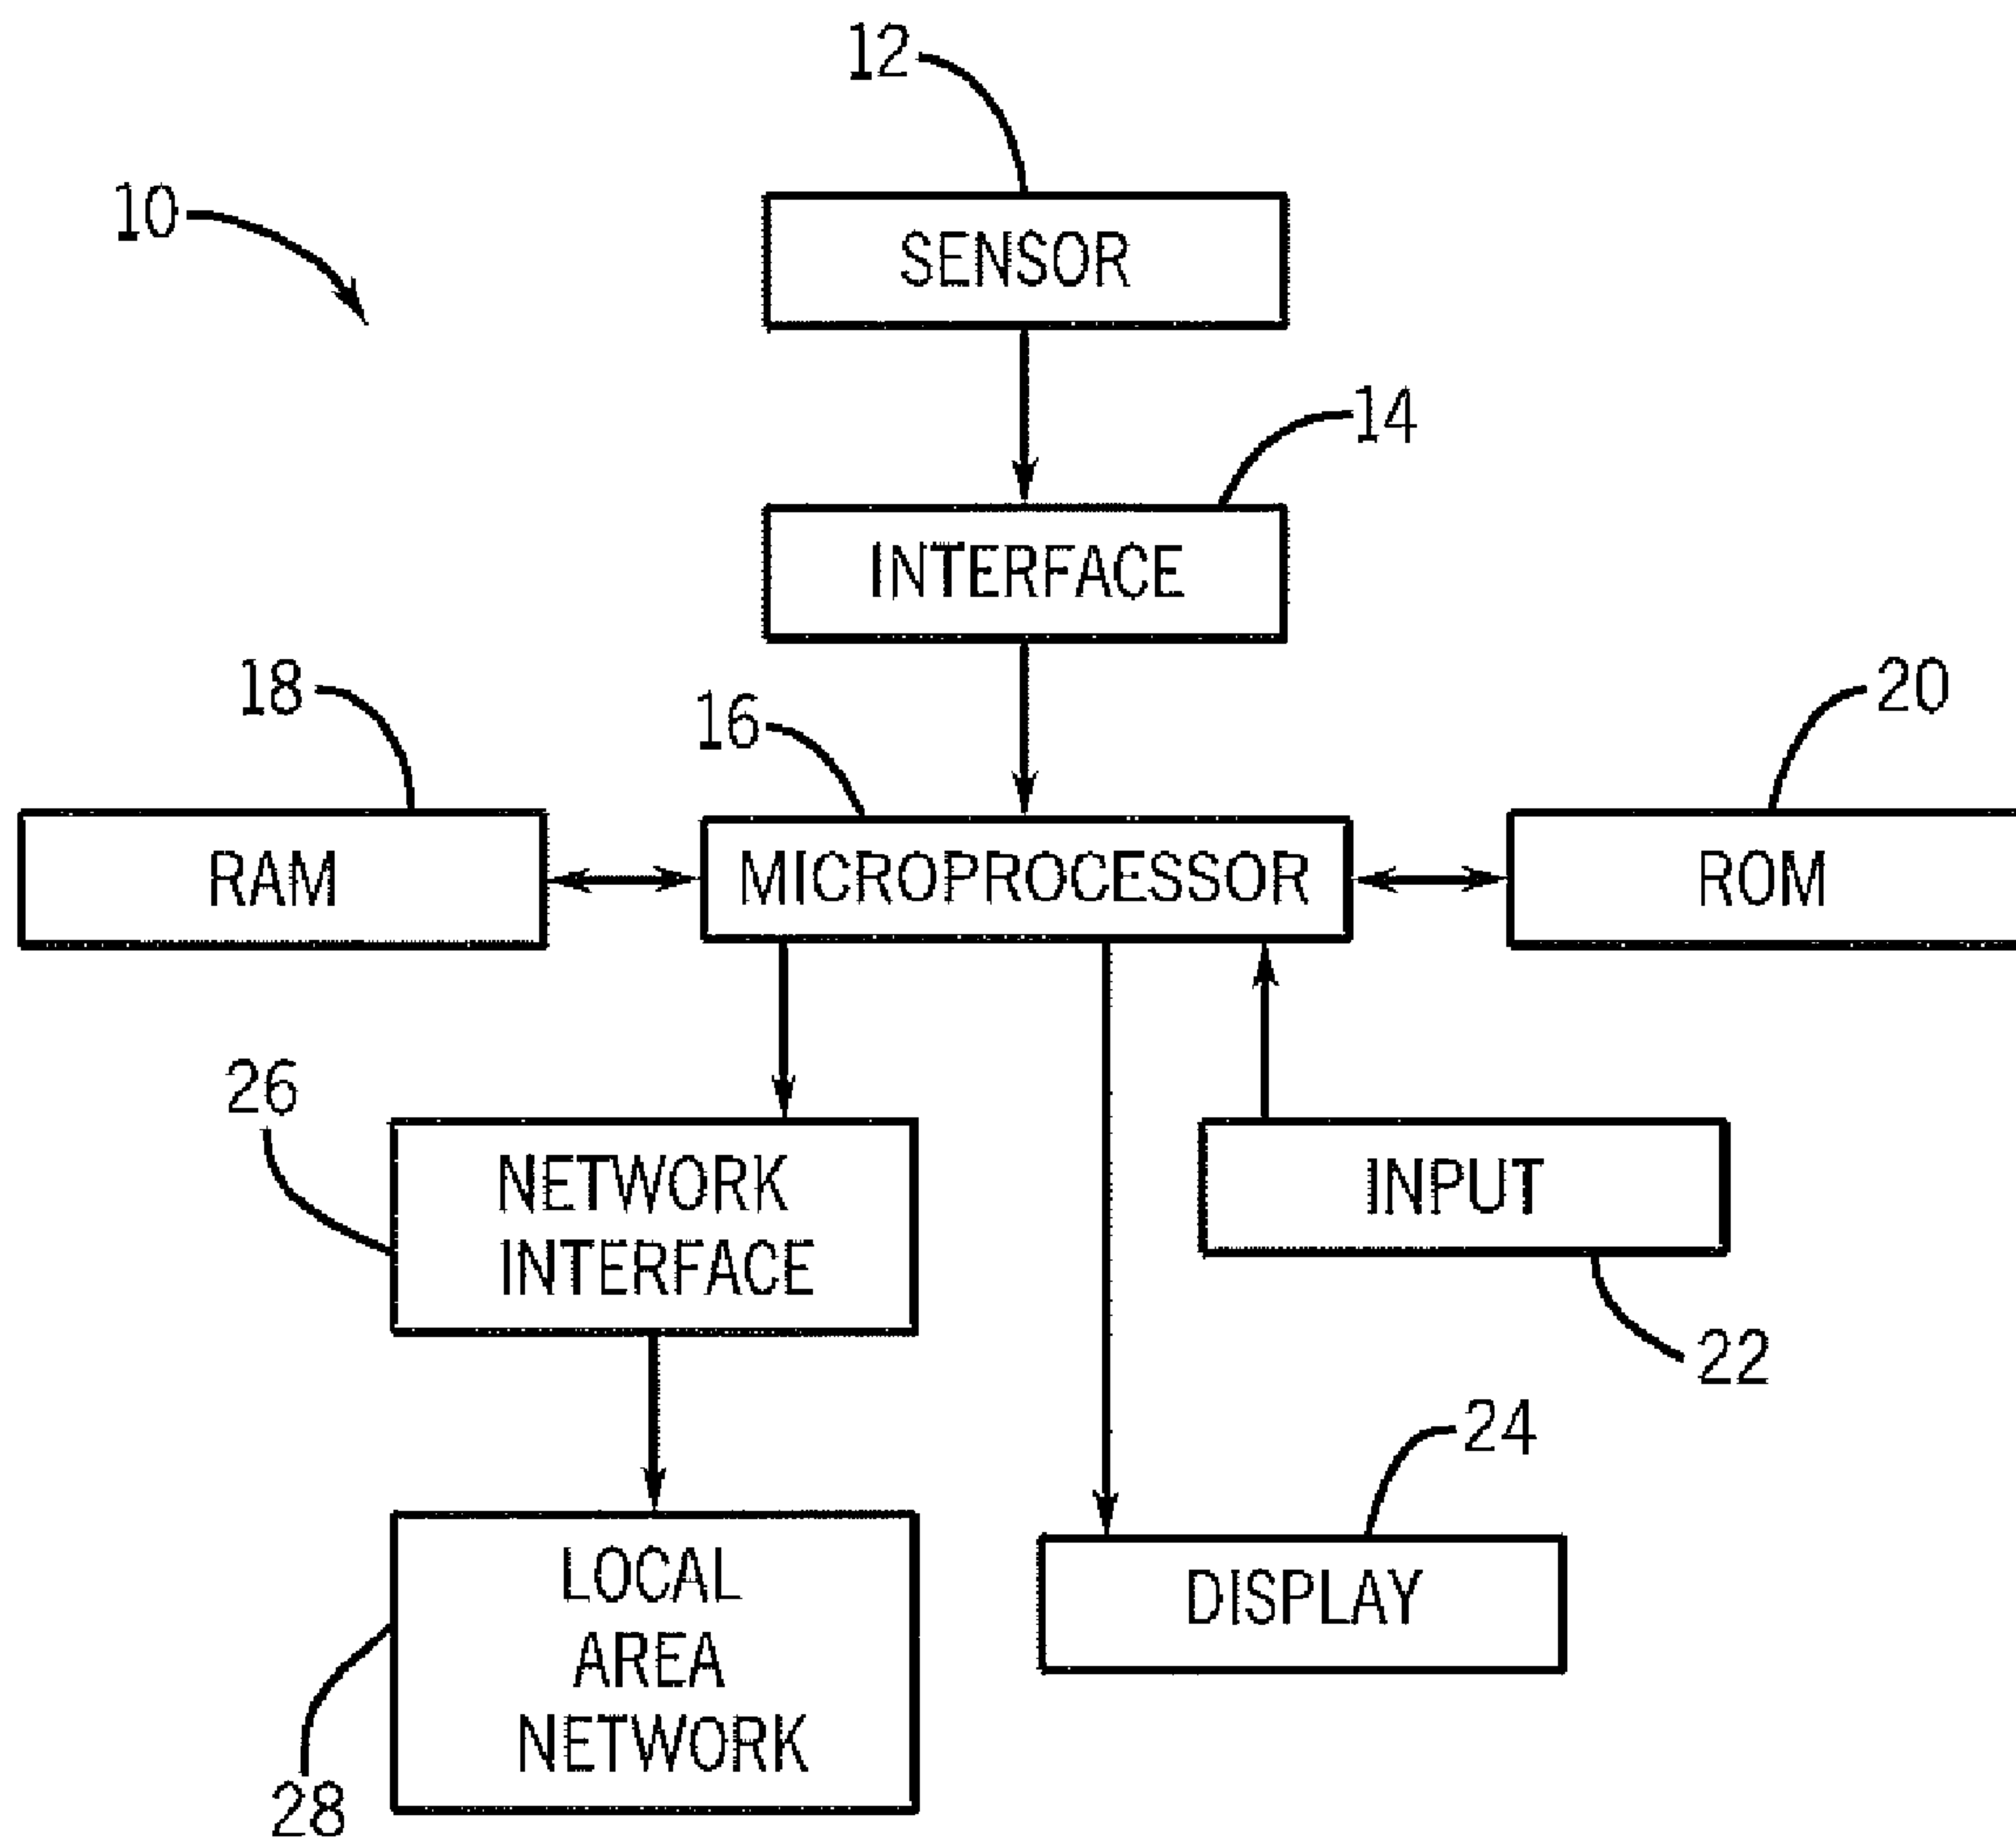 12
10
SENSOR
14
INTERFACE
18
16
20
RAM
MICROPROCESSOR
ROM
26
NETWORK
INTERFACE
INPUT
22
24
LOCAL
AREA
NETWORK
DISPLAY
28